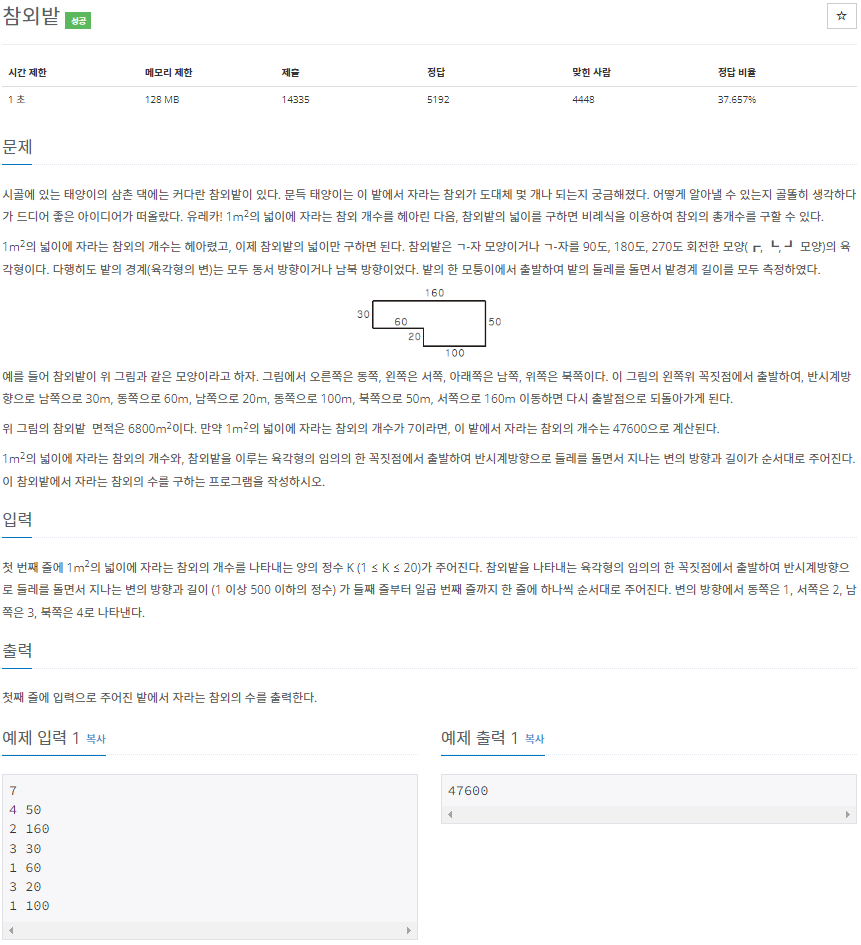 참외밭 성공
☆
시간 제한 메모리 제한 제출 정답 맞힌 사람 정답 비율
1 초 128 MB 14335 5192 4448 37.657%
문제
시골에 있는 태양이의 삼촌 댁에는 커다란 참외밭이 있다. 문득 태양이는 이 밭에서 자라는 참외가 도대체 몇 개나 되는지 궁금해졌다. 어떻게 알아낼 수 있는지 골똘히 생각하다
가 드디어 좋은 아이디어가 떠올랐다. 유레카! 1m²의 넓이에 자라는 참외 개수를 헤아린 다음, 참외밭의 넓이를 구하면 비례식을 이용하여 참외의 총개수를 구할 수 있다.
1m²의 넓이에 자라는 참외의 개수는 헤아렸고, 이제 참외밭의 넓이만 구하면 된다. 참외밭은 ㄱ-자 모양이거나 ㄱ-자를 90도, 180도, 270도 회전한 모양(┏, ┗, ┛ 모양)의 육
각형이다. 다행히도 밭의 경계(육각형의 변)는 모두 동서 방향이거나 남북 방향이었다. 밭의 한 모퉁이에서 출발하여 밭의 둘레를 돌면서 밭경계 길이를 모두 측정하였다.
160
30
60
50
20
100
예를 들어 참외밭이 위 그림과 같은 모양이라고 하자. 그림에서 오른쪽은 동쪽, 왼쪽은 서쪽, 아래쪽은 남쪽, 위쪽은 북쪽이다. 이 그림의 왼쪽위 꼭짓점에서 출발하여, 반시계방
향으로 남쪽으로 30m, 동쪽으로 60m, 남쪽으로 20m, 동쪽으로 100m, 북쪽으로 50m, 서쪽으로 160m 이동하면 다시 출발점으로 되돌아가게 된다.
위 그림의 참외밭 면적은 6800m²이다. 만약 1m²의 넓이에 자라는 참외의 개수가 7이라면, 이 밭에서 자라는 참외의 개수는 47600으로 계산된다.
1m²의 넓이에 자라는 참외의 개수와, 참외밭을 이루는 육각형의 임의의 한 꼭짓점에서 출발하여 반시계방향으로 둘레를 돌면서 지나는 변의 방향과 길이가 순서대로 주어진다.
이 참외밭에서 자라는 참외의 수를 구하는 프로그램을 작성하시오.
입력
첫 번째 줄에 1m²의 넓이에 자라는 참외의 개수를 나타내는 양의 정수 K (1 ≤ K ≤ 20)가 주어진다. 참외밭을 나타내는 육각형의 임의의 한 꼭짓점에서 출발하여 반시계방향으
로 둘레를 돌면서 지나는 변의 방향과 길이 (1 이상 500 이하의 정수) 가 둘째 줄부터 일곱 번째 줄까지 한 줄에 하나씩 순서대로 주어진다. 변의 방향에서 동쪽은 1, 서쪽은 2, 남
쪽은 3, 북쪽은 4로 나타낸다.
출력
첫째 줄에 입력으로 주어진 밭에서 자라는 참외의 수를 출력한다.
예제 입력 1 복사
7
4 50
2 160
3 30
1 60
3 20
1 100
예제 출력 1 복사
47600